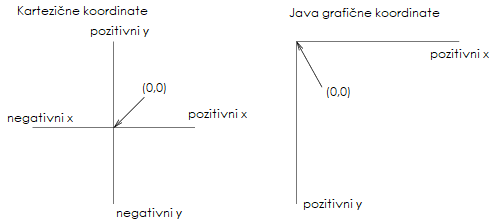 Kartezične koordinate
pozitivni y
(0,0)
negativni x
pozitivni x
negativni y
Java grafične koordinate
pozitivni x
(0,0)
pozitivni y